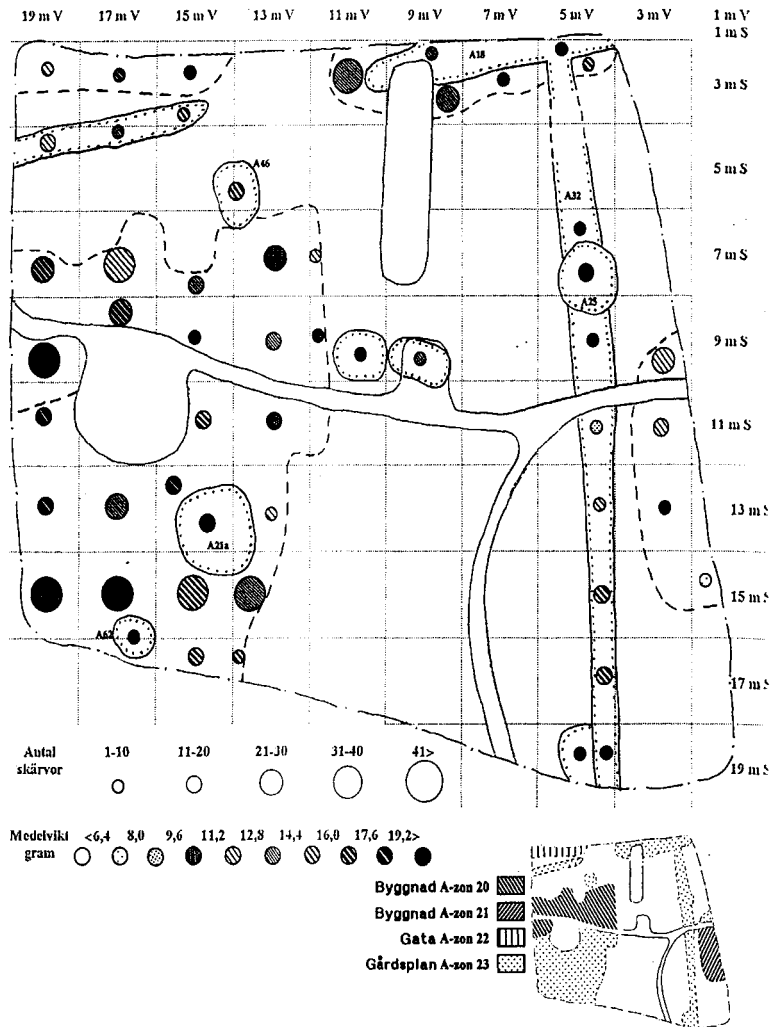 19 m V 17 m V 15 m V 13 m V 11 m V 9 m V 7 m V 5 m V 3 m V 1 m V
1 m S
A18
3 m S
A46
5 m S
A32
7 m S
A25
9 m S
11 m S
13 m S
A21a
15 m S
A62
17 m S
19 m S
Antal skärvor 1-10 11-20 21-30 31-40 41>
Medelvikt gram <6,4 8,0 9,6 11,2 12,8 14,4 16,0 17,6 19,2>
Byggnad A-zon 20
Byggnad A-zon 21
Gata A-zon 22
Gårdsplan A-zon 23